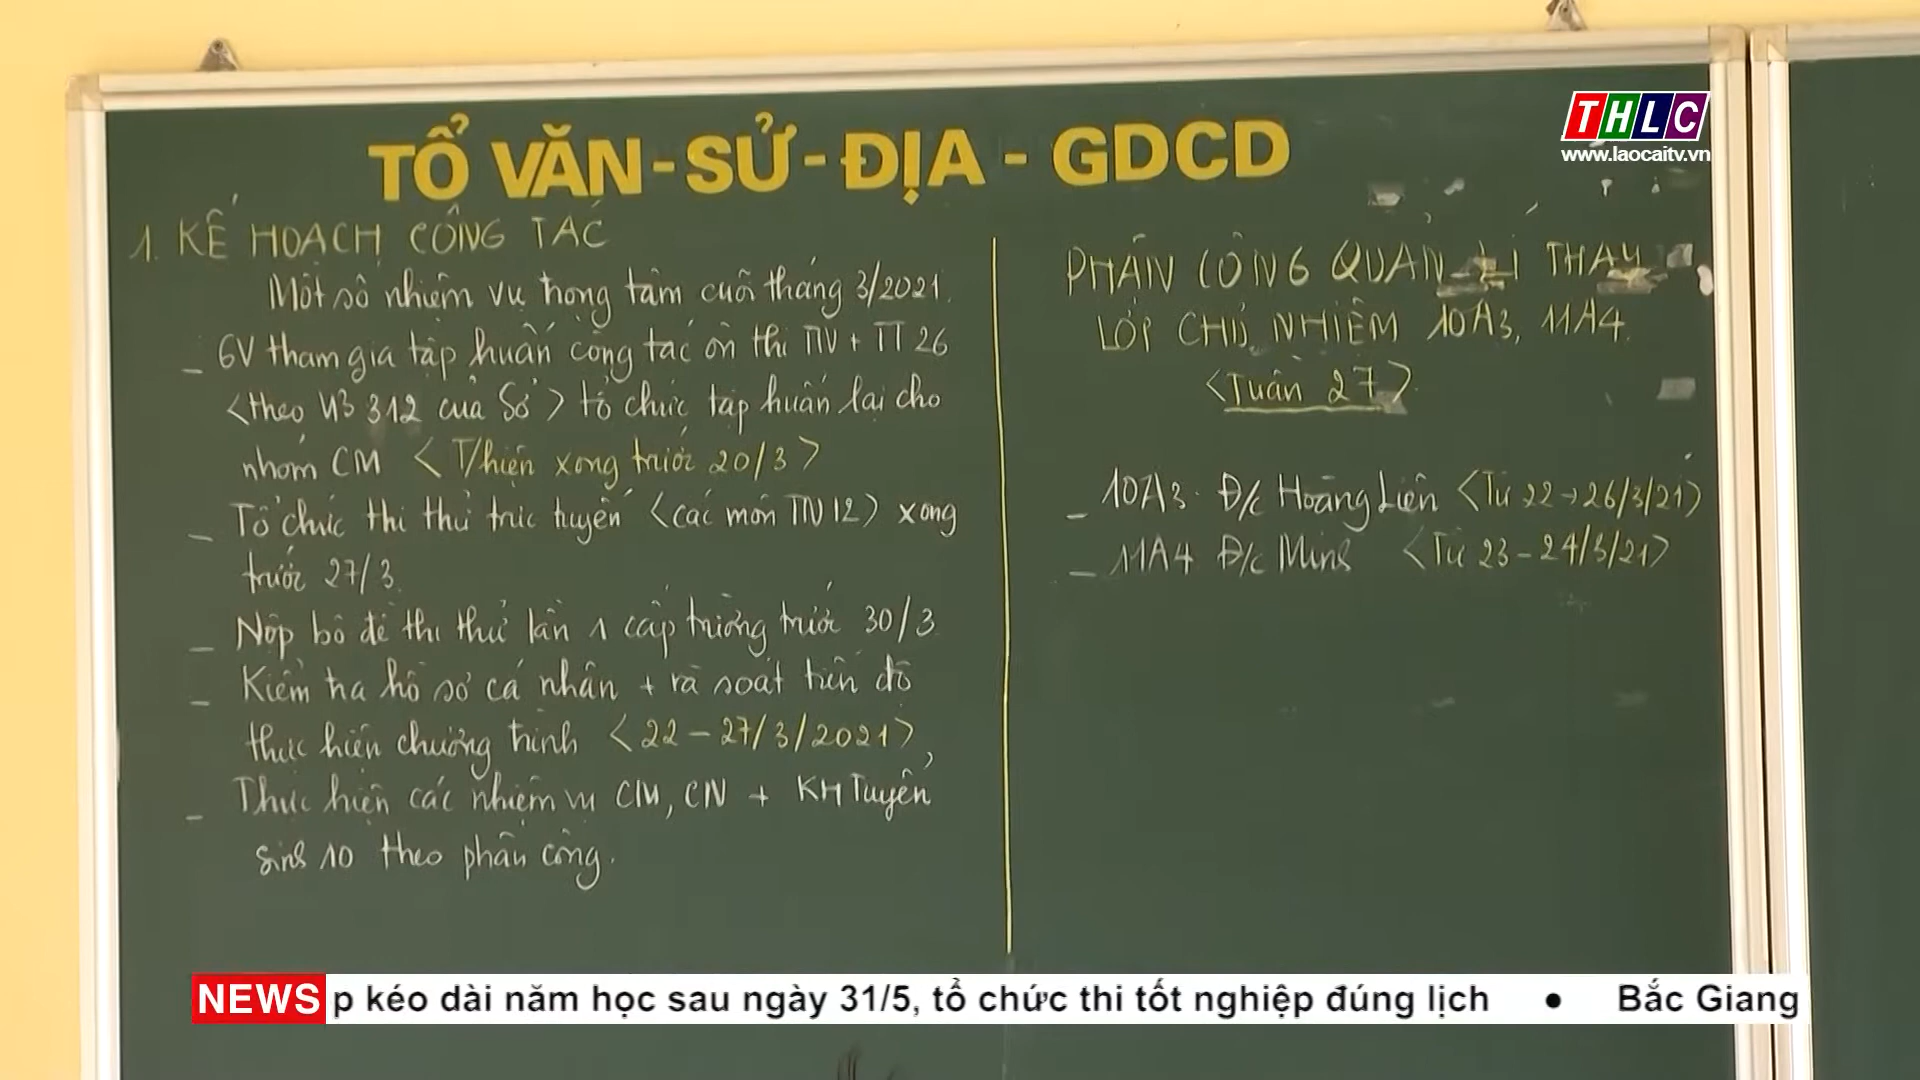 THLC
www.laocaitv.vn
TỔ VĂN-SỬ-ĐỊA-GDCD
1. KẾ HOẠCH CÔNG TÁC
Một số nhiệm vụ trọng tâm cuối tháng 3/2021.
- GV tham gia tập huấn công tác ôn thi TN + TT 26
<theo VB 312 của Sở> tổ chức tập huấn lại cho
nhóm CM <T/hiện xong trước 20/3>
- Tổ chức thi thử trực tuyến <các môn TN 12> xong
trước 27/3.
- Nộp bộ đề thi thử lần 1 cấp trường trước 30/3
- Kiểm tra hồ sơ cá nhân + rà soát tiến độ
thực hiện chương trình <22-27/3/2021>,
- Thực hiện các nhiệm vụ CM, CN + KH Tuyển
sinh 10 theo phân công.
PHÂN CÔNG QUẢN LÍ THAY
LỚP CHỦ NHIỆM 10A3, 11A4.
<Tuần 27>
- 10A3. Đ/c Hoàng Liên <Từ 22→26/3/21>
- 11A4 Đ/c Minh <Từ 23-24/3/21>
NEWS p kéo dài năm học sau ngày 31/5, tổ chức thi tốt nghiệp đúng lịch • Bắc Giang